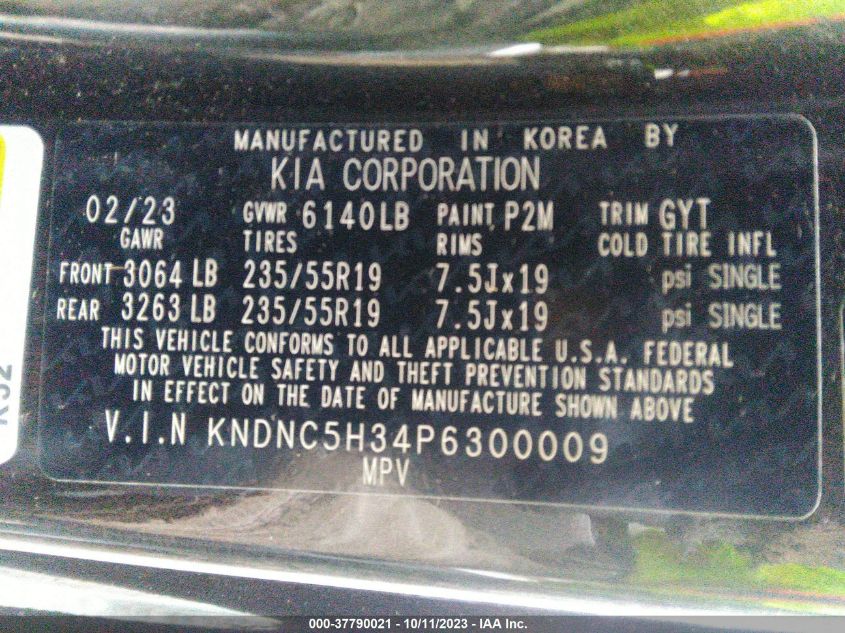 MANUFACTURED IN KOREA BY
KIA CORPORATION
02/23 GVWR 6140LB PAINT P2M TRIM GYT
GAWR TIRES RIMS COLD TIRE INFL
FRONT 3064 LB 235/55R19 7.5Jx19 psi SINGLE
REAR 3263 LB 235/55R19 7.5Jx19 psi SINGLE
THIS VEHICLE CONFORMS TO ALL APPLICABLE U.S.A. FEDERAL
MOTOR VEHICLE SAFETY AND THEFT PREVENTION STANDARDS
IN EFFECT ON THE DATE OF MANUFACTURE SHOWN ABOVE
V.I.N KNDNC5H34P6300009
MPV
000-37790021 - 10/11/2023 - IAA Inc.